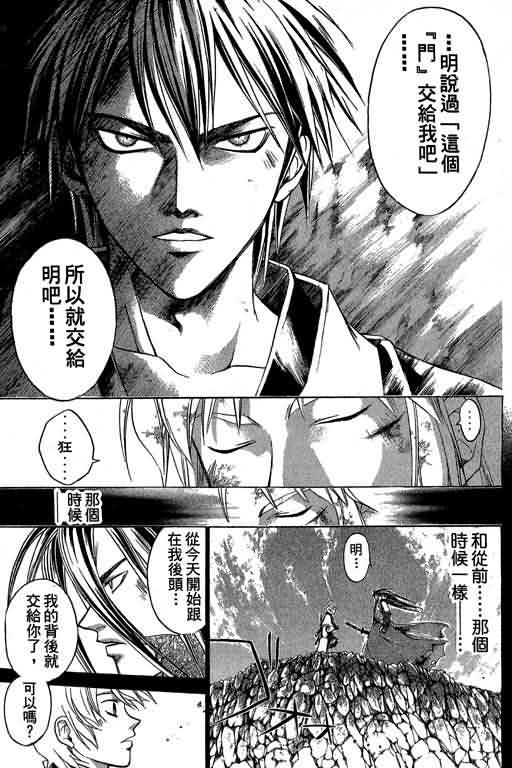 ……明說過「這個
『門』交給我吧」
……
所以就交給
明吧……
……
狂……
那個
時候
和從前……那個
時候一樣——
明…
從今天開始跟
在我後頭…
我的背後就
交給你了，
可以嗎？